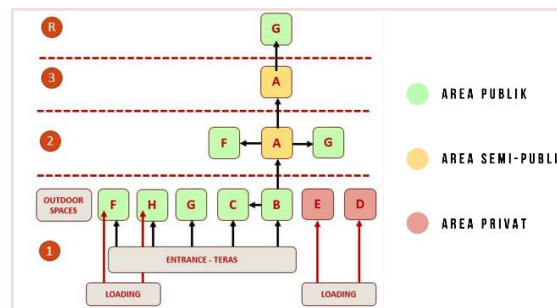 R
G
3
A
2
F A G
OUTDOOR
SPACES
F H G C B E D
1
ENTRANCE - TERAS
LOADING
LOADING
AREA PUBLIK
AREA SEMI-PUBLI
AREA PRIVAT